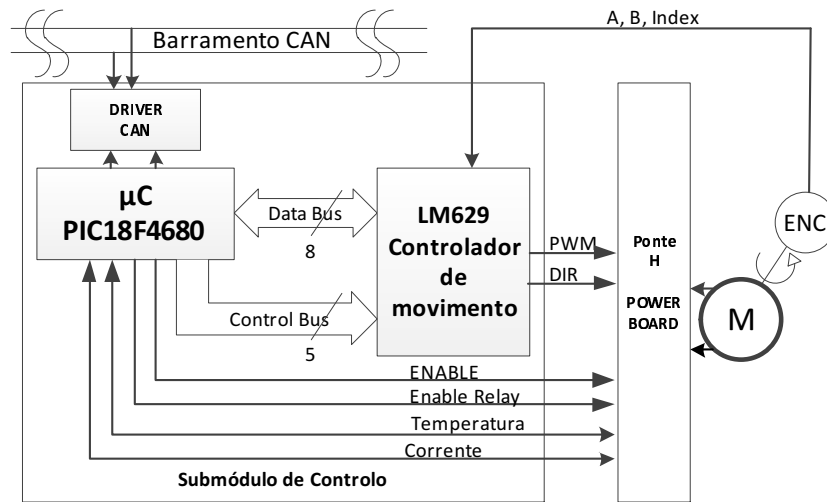 A, B, Index
Barramento CAN
DRIVER
CAN
µC
PIC18F4680
Data Bus
8
LM629
Controlador
de
movimento
PWM
DIR
Ponte
H
POWER
BOARD
ENC
M
Control Bus
5
ENABLE
Enable Relay
Temperatura
Corrente
Submódulo de Controlo